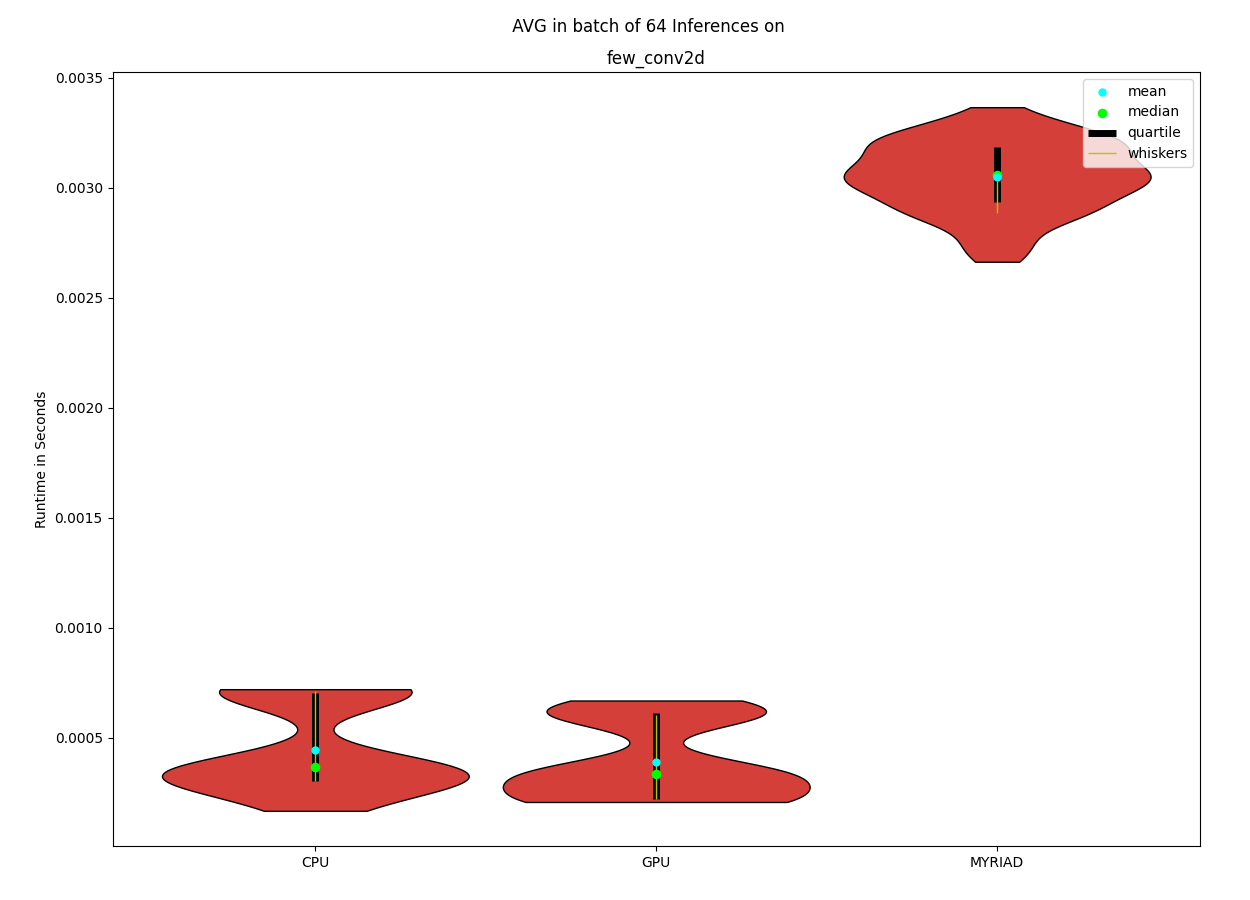 AVG in batch of 64 Inferences on
few_conv2d
0.0035
0.0030
0.0025
0.0020
0.0015
0.0010
0.0005
Runtime in Seconds
mean
median
quartile
whiskers
CPU
GPU
MYRIAD